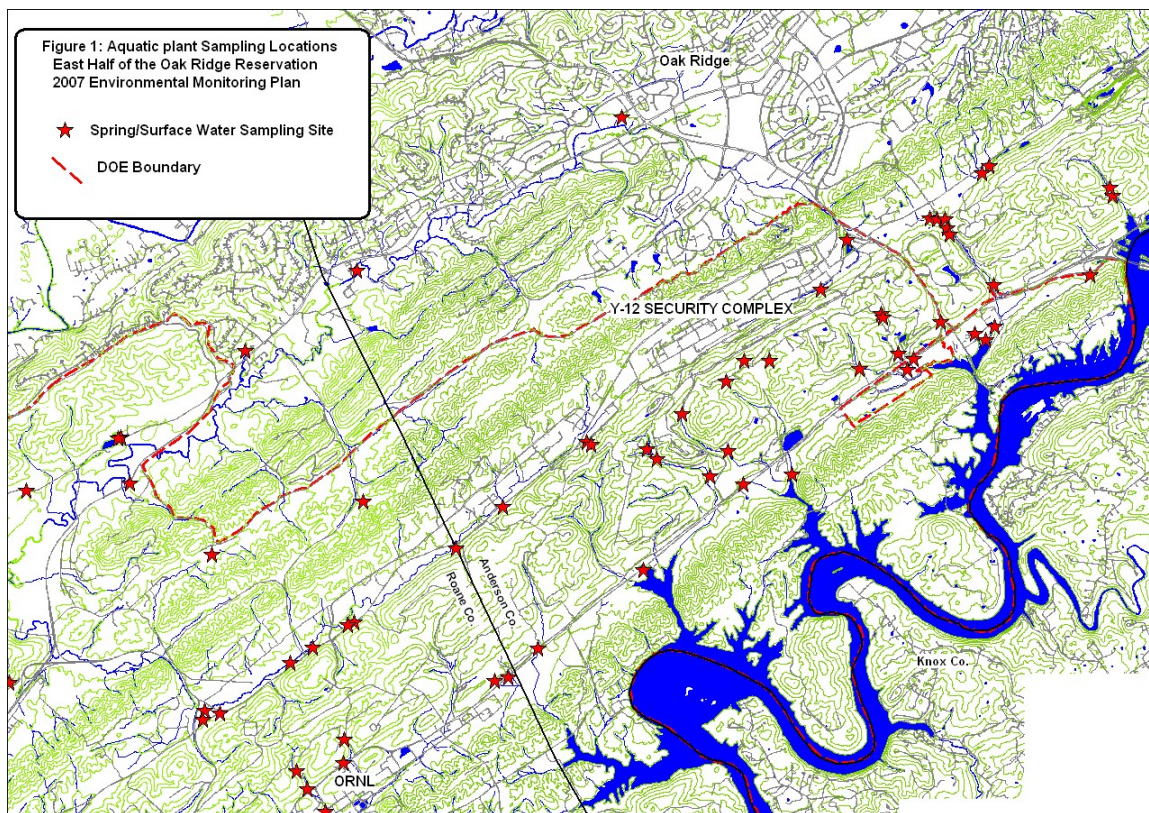 Figure 1: Aquatic plant Sampling Locations
East Half of the Oak Ridge Reservation
2007 Environmental Monitoring Plan
Spring/Surface Water Sampling Site
DOE Boundary
Oak Ridge
Y-12 SECURITY COMPLEX
Anderson Co.
Roane Co.
Knox Co.
ORNL